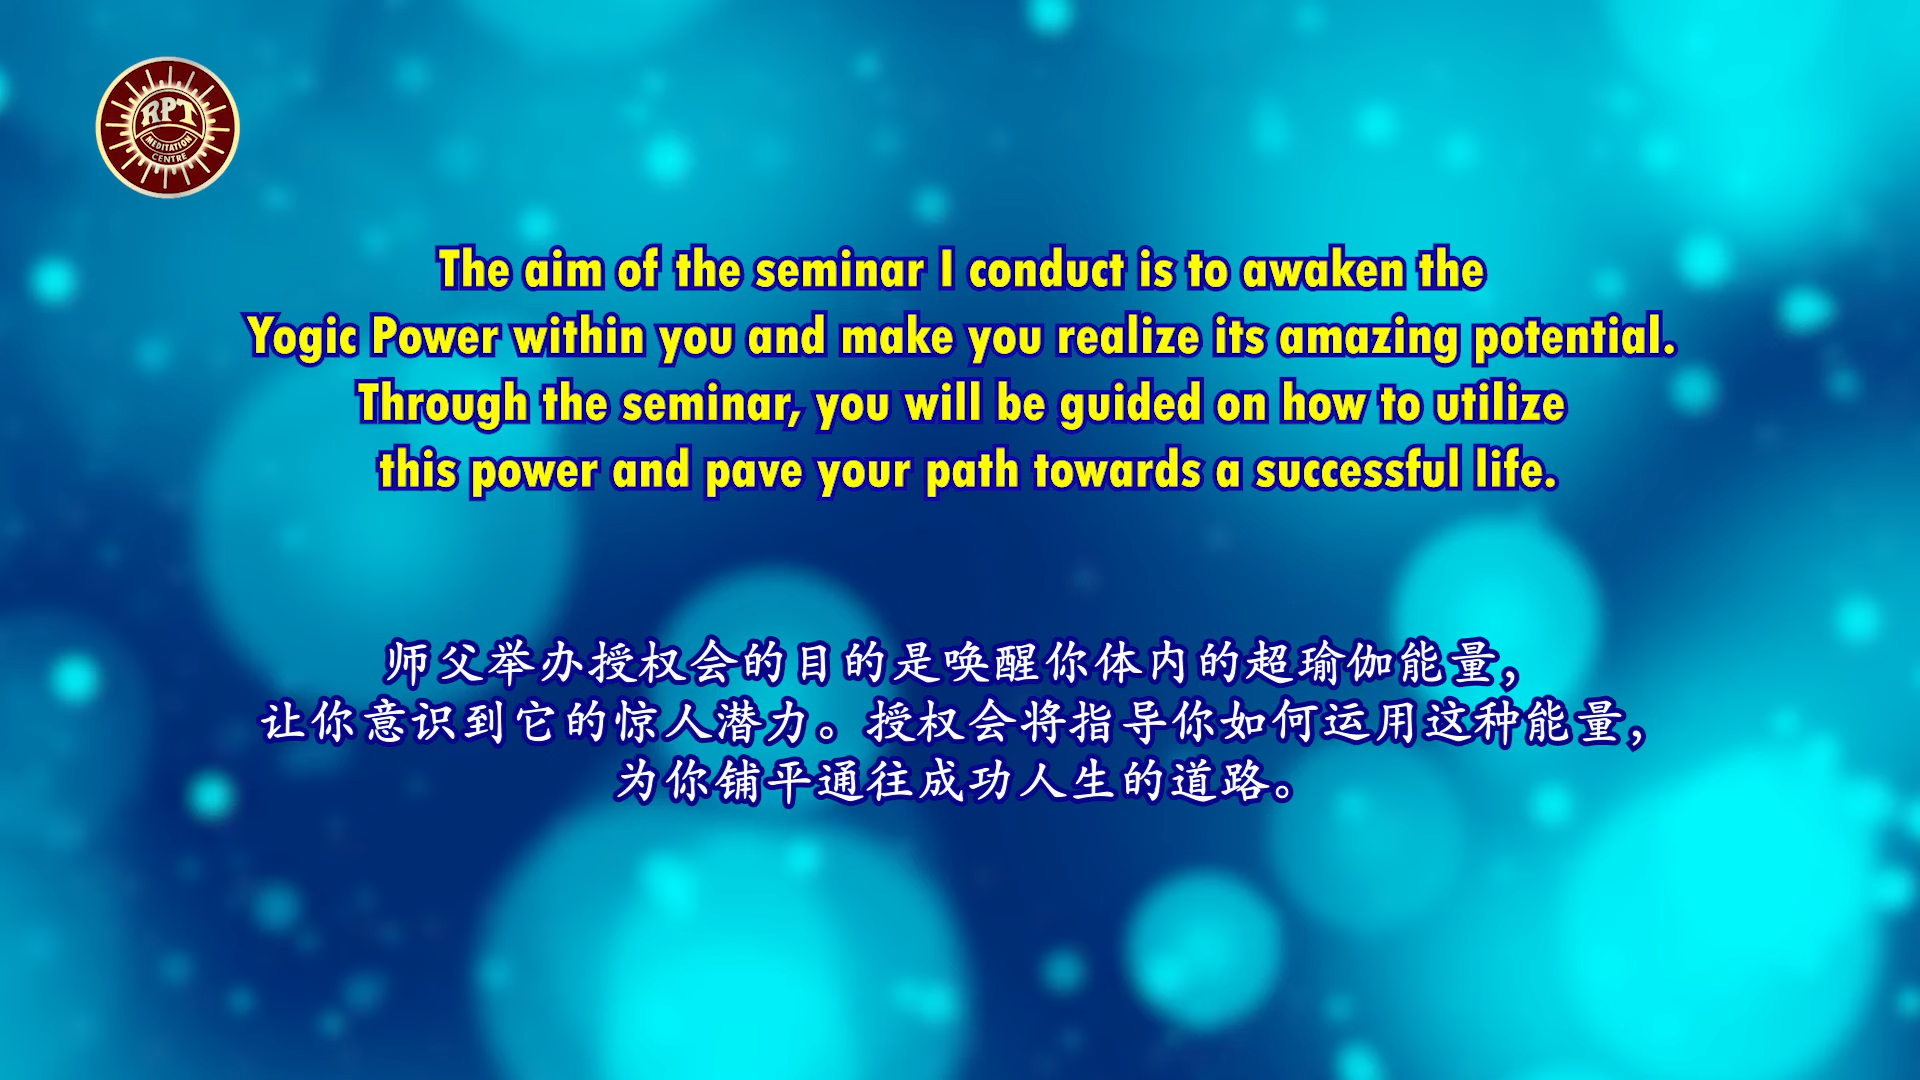 RPT
MEDITATION
CENTRE
The aim of the seminar I conduct is to awaken the
Yogic Power within you and make you realize its amazing potential.
Through the seminar, you will be guided on how to utilize
this power and pave your path towards a successful life.
师父举办授权会的目的是唤醒你体内的超瑜伽能量，
让你意识到它的惊人潜力。授权会将指导你如何运用这种能量，
为你铺平通往成功人生的道路。